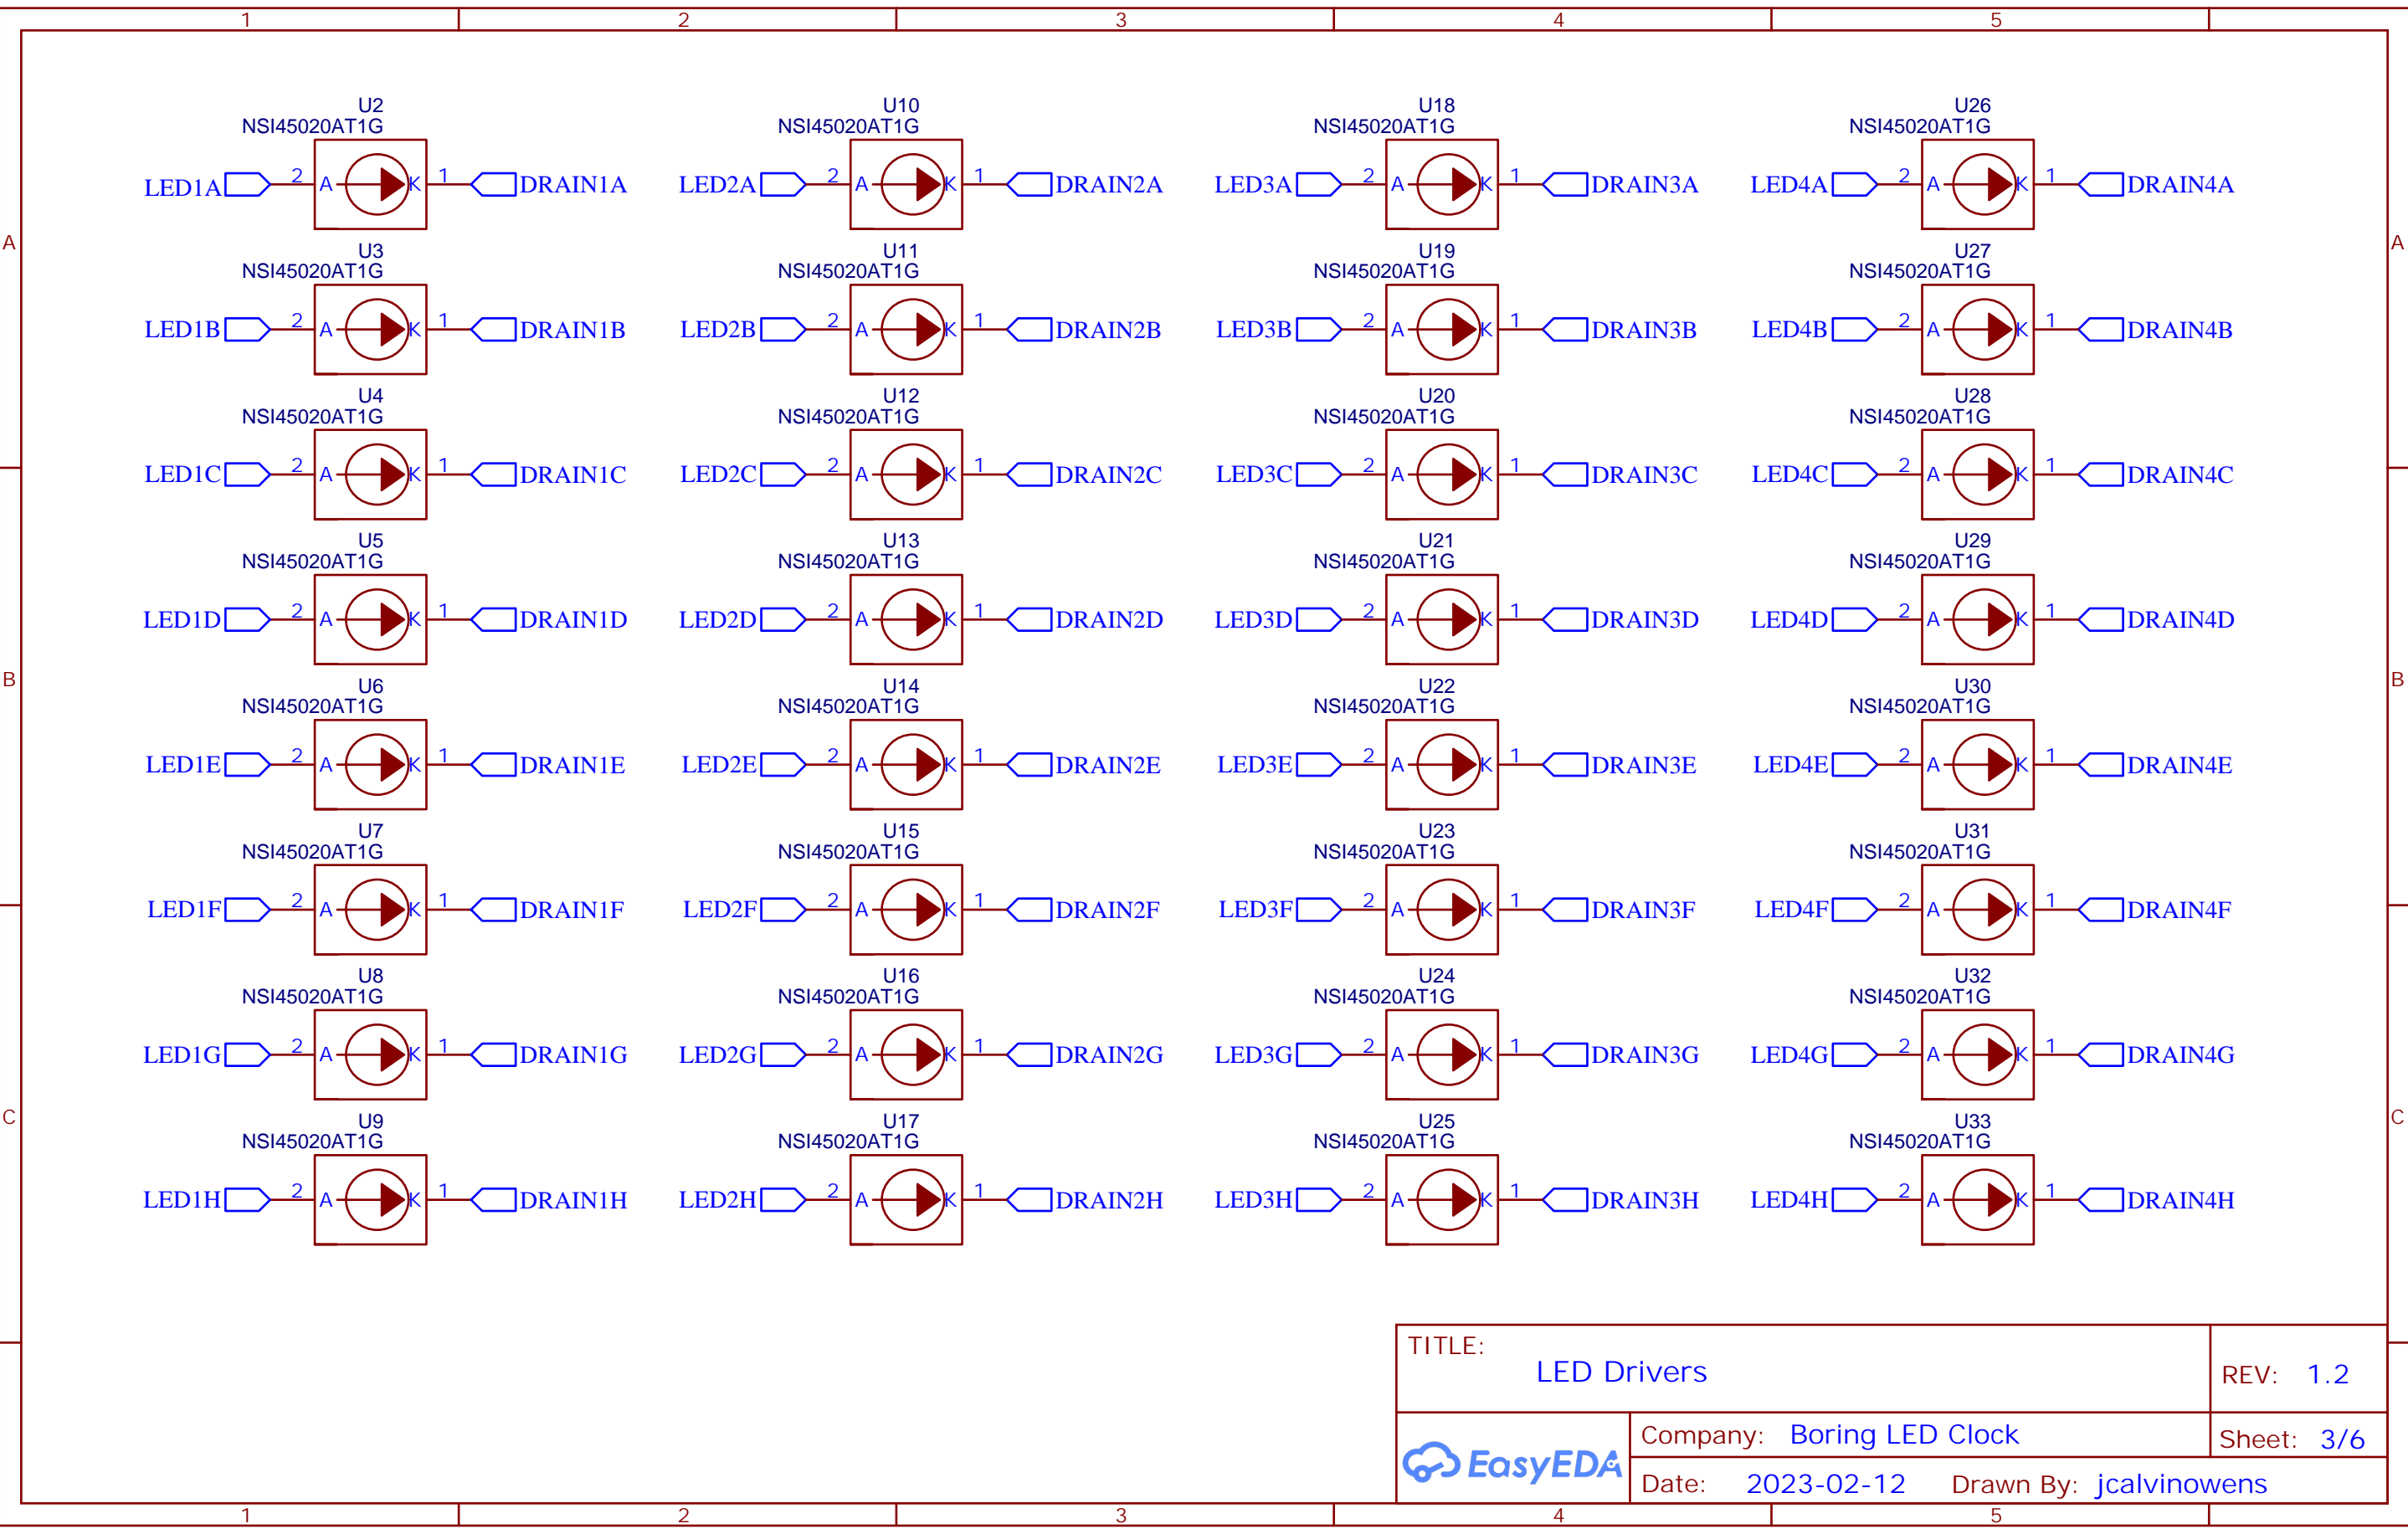 1 2 3 4 5
U2 U10 U18 U26
NSI45020AT1G NSI45020AT1G NSI45020AT1G NSI45020AT1G
LED1A 2 A K 1 DRAIN1A LED2A 2 A K 1 DRAIN2A LED3A 2 A K 1 DRAIN3A LED4A 2 A K 1 DRAIN4A
A A
U3 U11 U19 U27
NSI45020AT1G NSI45020AT1G NSI45020AT1G NSI45020AT1G
LED1B 2 A K 1 DRAIN1B LED2B 2 A K 1 DRAIN2B LED3B 2 A K 1 DRAIN3B LED4B 2 A K 1 DRAIN4B
U4 U12 U20 U28
NSI45020AT1G NSI45020AT1G NSI45020AT1G NSI45020AT1G
LED1C 2 A K 1 DRAIN1C LED2C 2 A K 1 DRAIN2C LED3C 2 A K 1 DRAIN3C LED4C 2 A K 1 DRAIN4C
U5 U13 U21 U29
NSI45020AT1G NSI45020AT1G NSI45020AT1G NSI45020AT1G
LED1D 2 A K 1 DRAIN1D LED2D 2 A K 1 DRAIN2D LED3D 2 A K 1 DRAIN3D LED4D 2 A K 1 DRAIN4D
B B
U6 U14 U22 U30
NSI45020AT1G NSI45020AT1G NSI45020AT1G NSI45020AT1G
LED1E 2 A K 1 DRAIN1E LED2E 2 A K 1 DRAIN2E LED3E 2 A K 1 DRAIN3E LED4E 2 A K 1 DRAIN4E
U7 U15 U23 U31
NSI45020AT1G NSI45020AT1G NSI45020AT1G NSI45020AT1G
LED1F 2 A K 1 DRAIN1F LED2F 2 A K 1 DRAIN2F LED3F 2 A K 1 DRAIN3F LED4F 2 A K 1 DRAIN4F
U8 U16 U24 U32
NSI45020AT1G NSI45020AT1G NSI45020AT1G NSI45020AT1G
LED1G 2 A K 1 DRAIN1G LED2G 2 A K 1 DRAIN2G LED3G 2 A K 1 DRAIN3G LED4G 2 A K 1 DRAIN4G
C C
U9 U17 U25 U33
NSI45020AT1G NSI45020AT1G NSI45020AT1G NSI45020AT1G
LED1H 2 A K 1 DRAIN1H LED2H 2 A K 1 DRAIN2H LED3H 2 A K 1 DRAIN3H LED4H 2 A K 1 DRAIN4H
TITLE:
LED Drivers
REV: 1.2
EasyEDA
Company: Boring LED Clock
Sheet: 3/6
Date: 2023-02-12 Drawn By: jcalvinowens
1 2 3 4 5